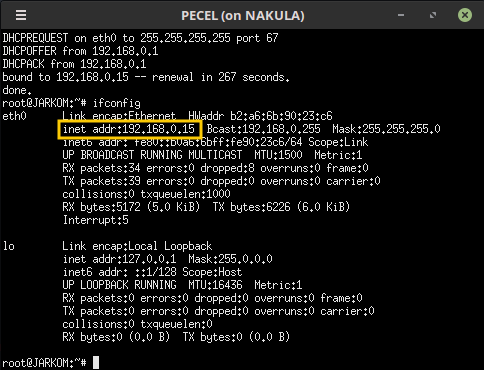 PECEL (on NAKULA)
DHCPREQUEST on eth0 to 255.255.255.255 port 67
DHCPOFFER from 192.168.0.1
DHCPACK from 192.168.0.1
bound to 192.168.0.15 -- renewal in 267 seconds.
done.
root@JARKOM:~# ifconfig
eth0 Link encap:Ethernet HWaddr b2:a6:6b:90:23:c6
inet addr:192.168.0.15 Bcast:192.168.0.255 Mask:255.255.255.0
inet6 addr: fe80::b0a6:6bff:fe90:23c6/64 Scope:Link
UP BROADCAST RUNNING MULTICAST MTU:1500 Metric:1
RX packets:34 errors:0 dropped:8 overruns:0 frame:0
TX packets:39 errors:0 dropped:0 overruns:0 carrier:0
collisions:0 txqueuelen:1000
RX bytes:5172 (5.0 KiB) TX bytes:6226 (6.0 KiB)
Interrupt:5
lo Link encap:Local Loopback
inet addr:127.0.0.1 Mask:255.0.0.0
inet6 addr: ::1/128 Scope:Host
UP LOOPBACK RUNNING MTU:16436 Metric:1
RX packets:0 errors:0 dropped:0 overruns:0 frame:0
TX packets:0 errors:0 dropped:0 overruns:0 carrier:0
collisions:0 txqueuelen:0
RX bytes:0 (0.0 B) TX bytes:0 (0.0 B)
root@JARKOM:~#